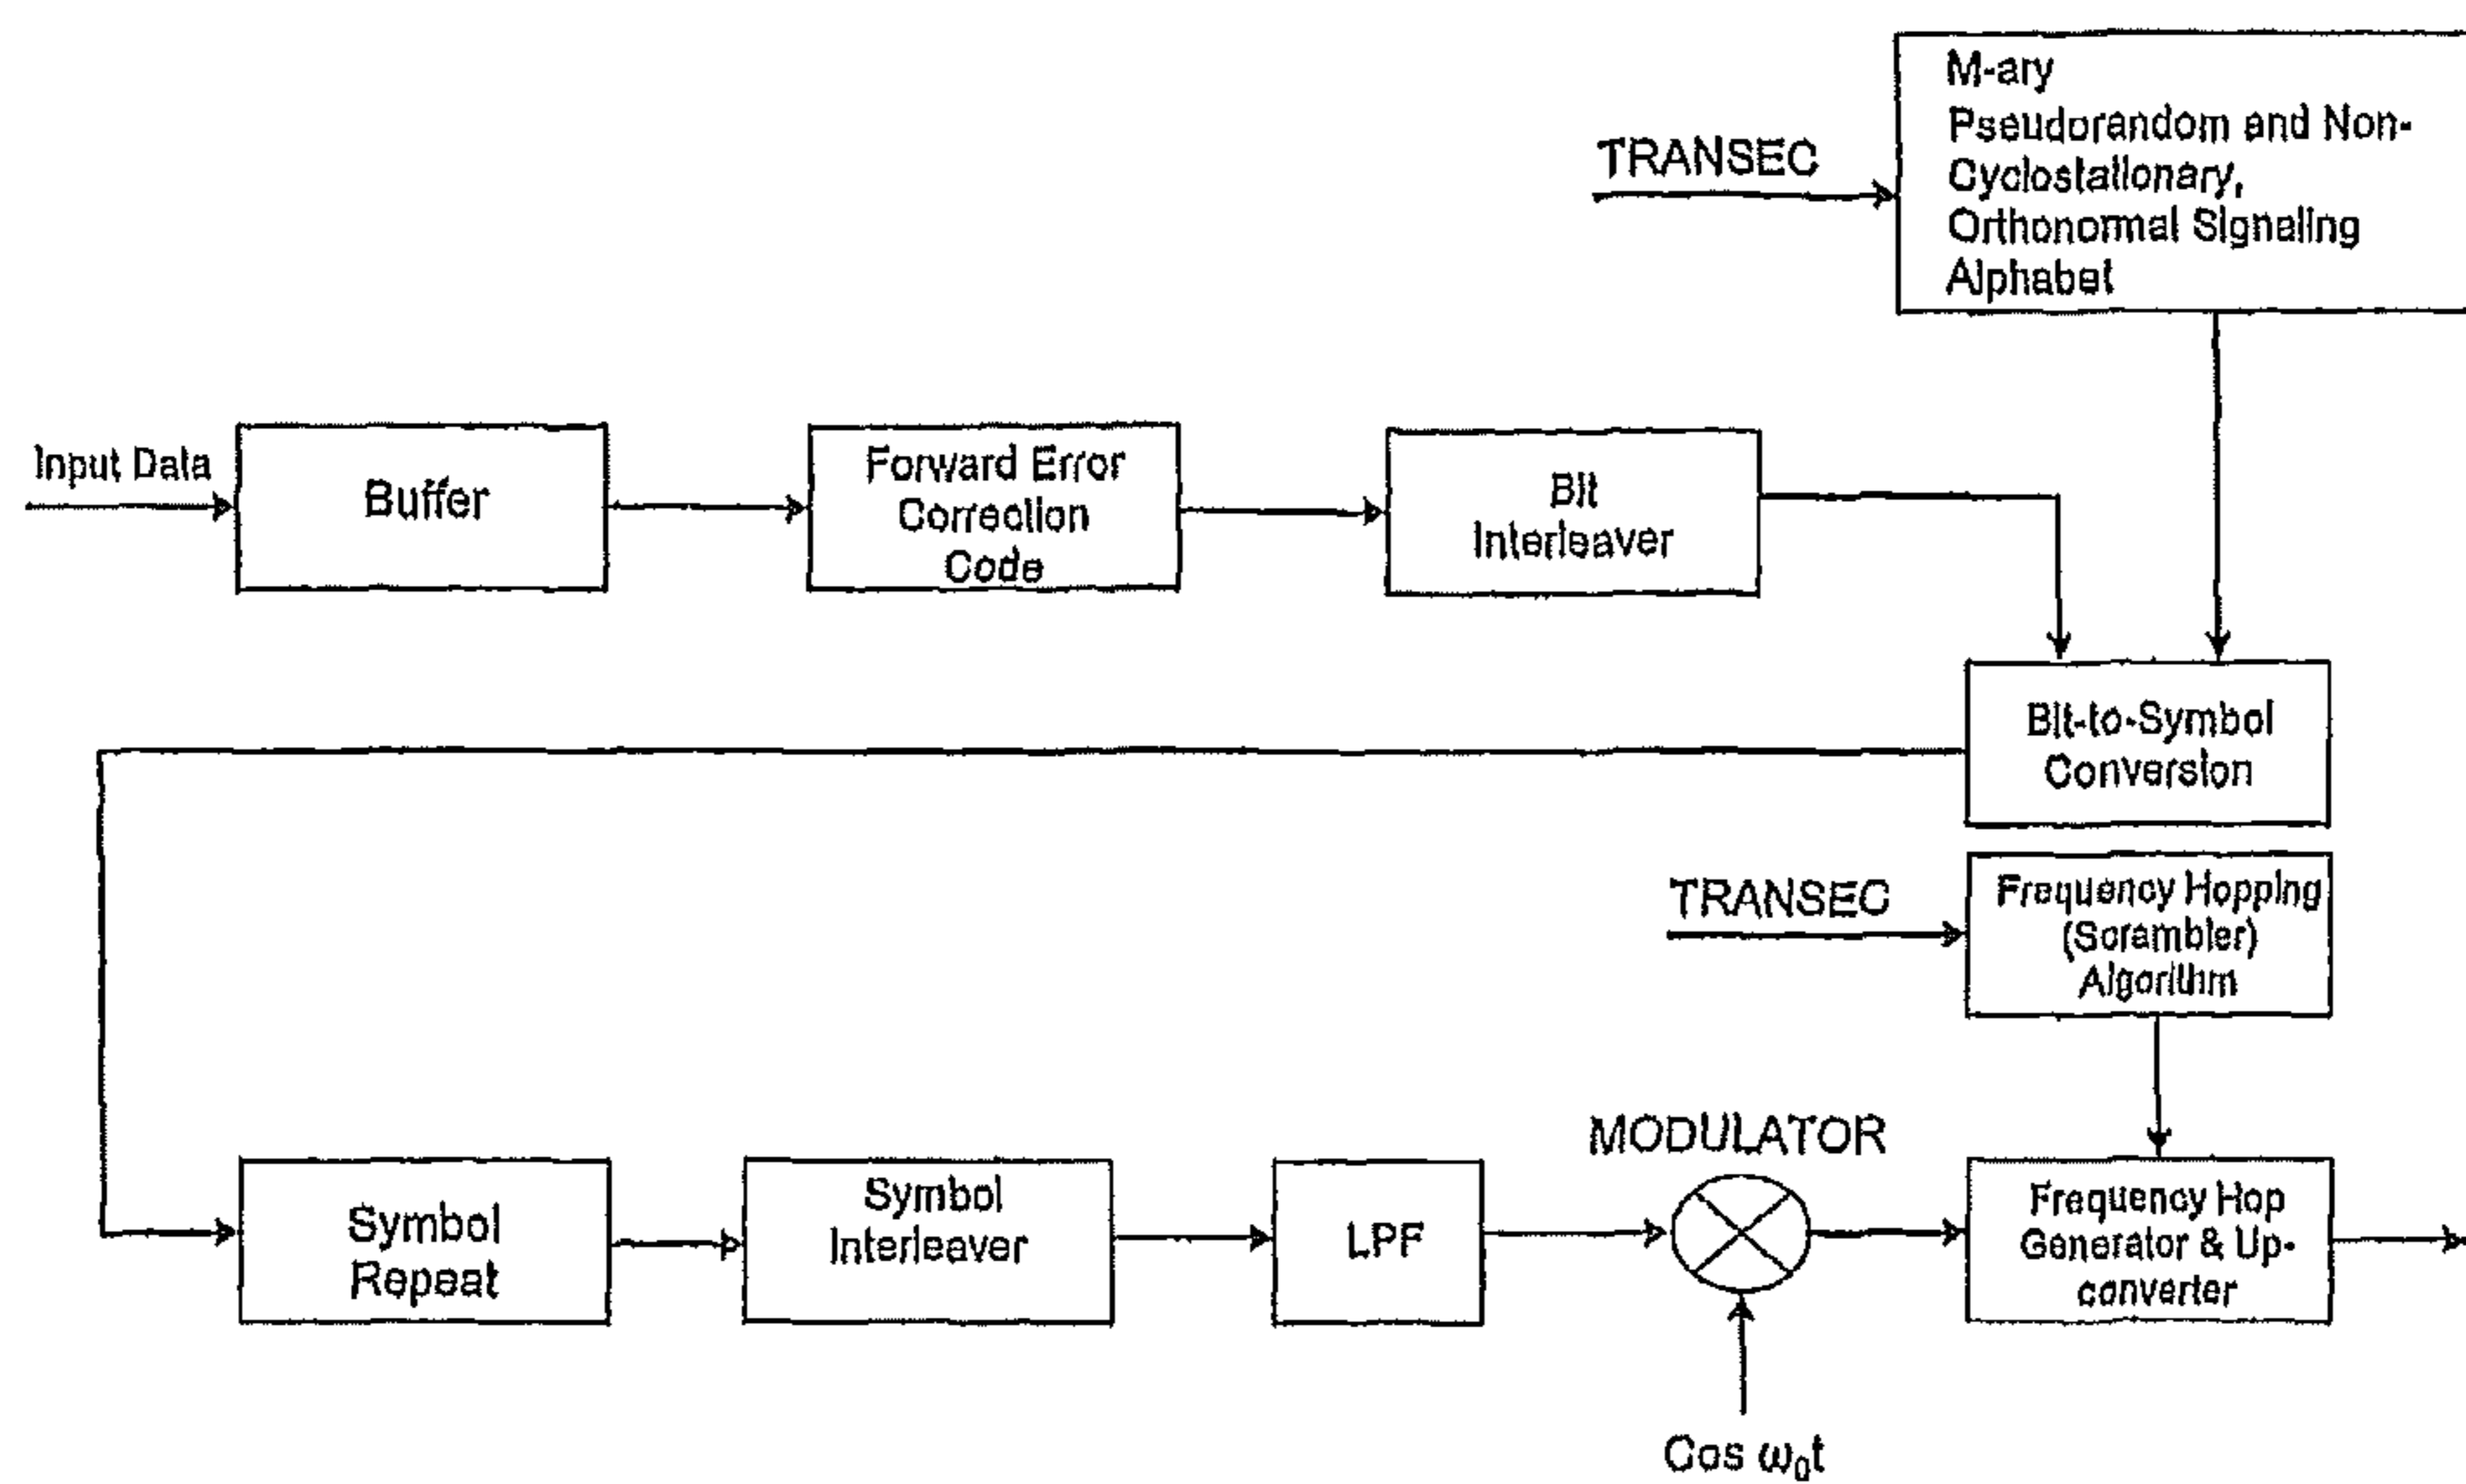 M-ary
Pseudorandom and Non-
Cyclostationary,
Orthonormal Signaling
Alphabet
TRANSEC
Input Data
Buffer
Forward Error
Correction
Code
Bit
Interleaver
Bit-to-Symbol
Conversion
TRANSEC
Frequency Hopping
(Scrambler)
Algorithm
MODULATOR
Symbol
Repeat
Symbol
Interleaver
LPF
Frequency Hop
Generator & Up-
converter
Cos ω₀t